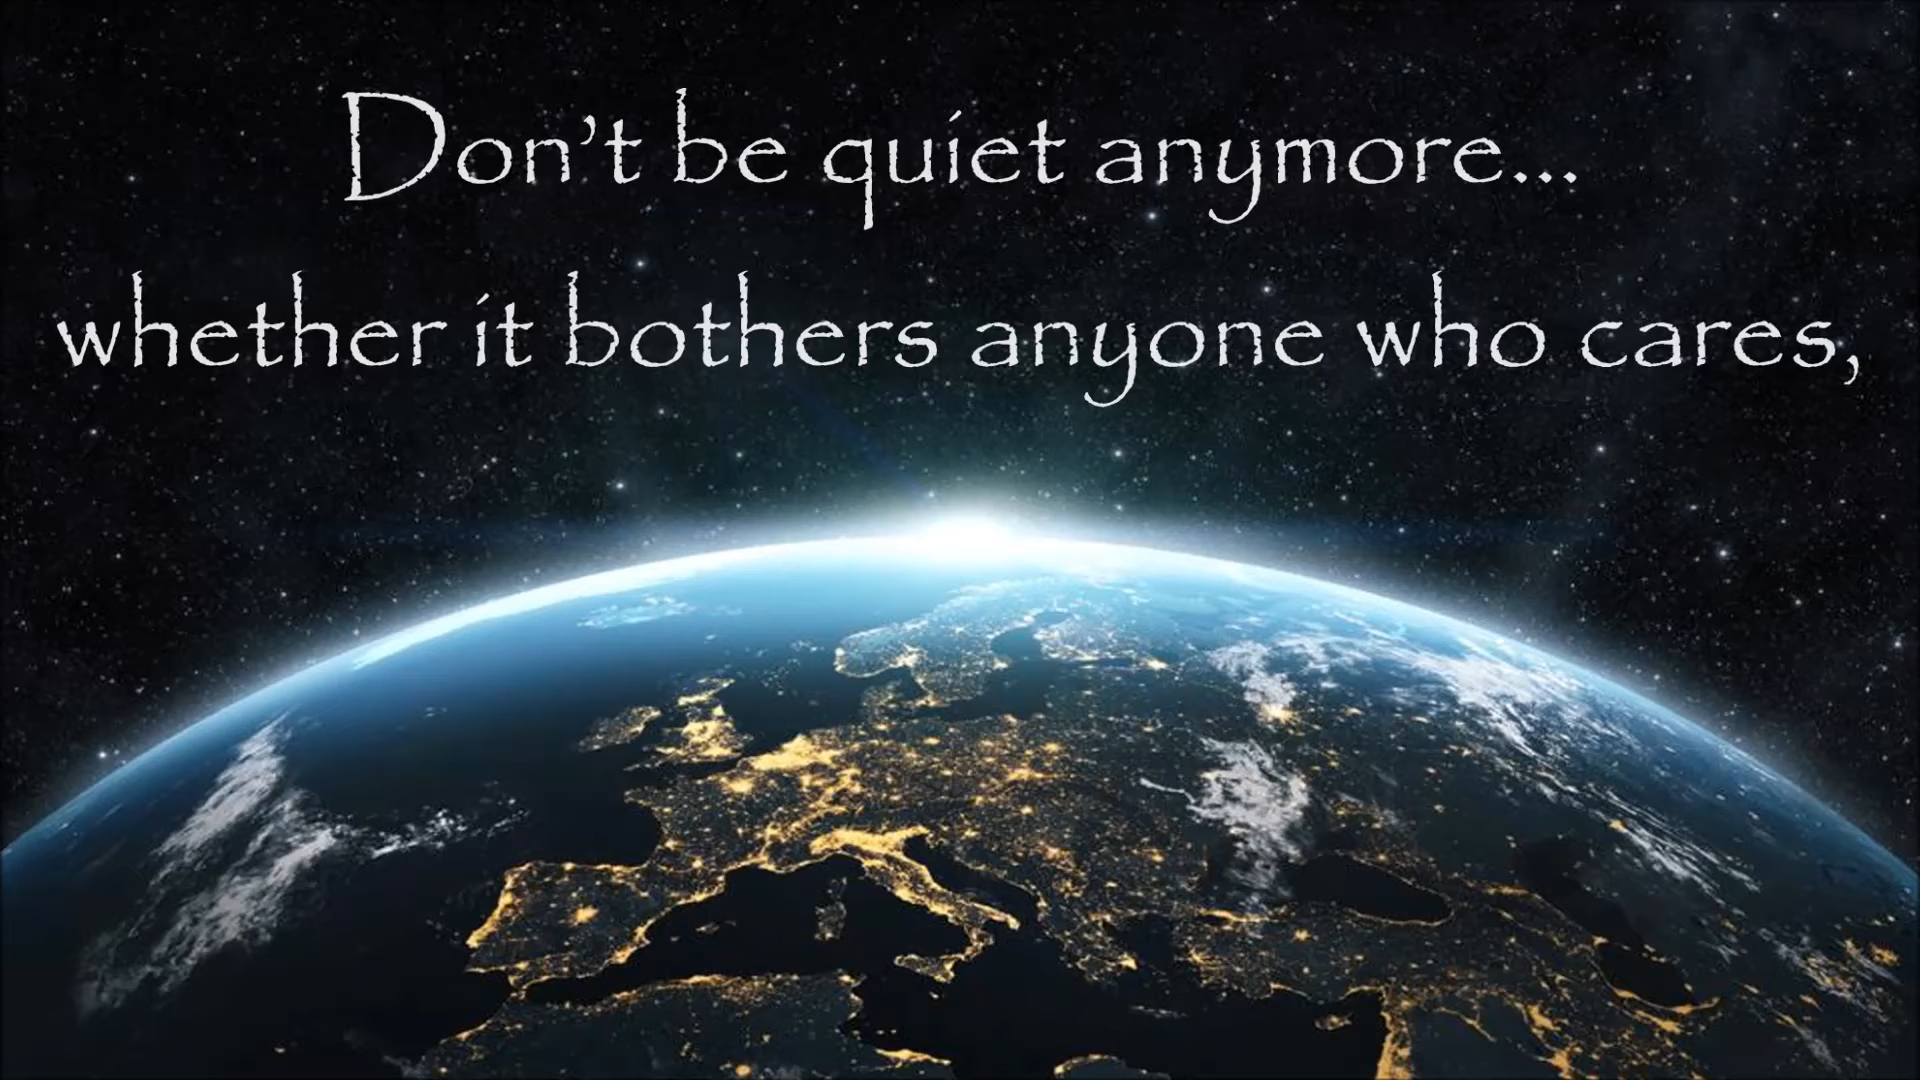 Don’t be quiet anymore...
whether it bothers anyone who cares,